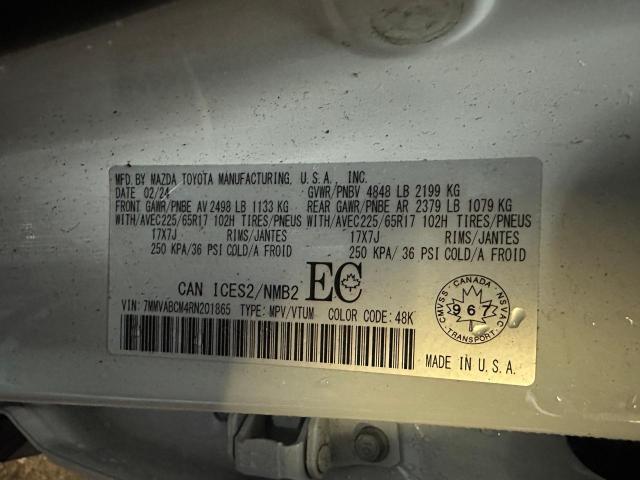 MFD. BY MAZDA TOYOTA MANUFACTURING, U.S.A., INC.
DATE 02/24 GVWR/PNBV 4848 LB 2199 KG
FRONT GAWR/PNBE AV 2498 LB 1133 KG REAR GAWR/PNBE AR 2379 LB 1079 KG
WITH/AVEC225/65R17 102H TIRES/PNEUS WITH/AVEC225/65R17 102H TIRES/PNEUS
17X7J RIMS/JANTES 17X7J RIMS/JANTES
250 KPA/36 PSI COLD/A FROID 250 KPA/36 PSI COLD/A FROID
CAN ICES2/NMB2 EC
VIN: 7MMVABCM4RN201865 TYPE: MPV/VTUM COLOR CODE: 48K
CANADA
CMVSS NSVAC
967
TRANSPORT
MADE IN U.S.A.